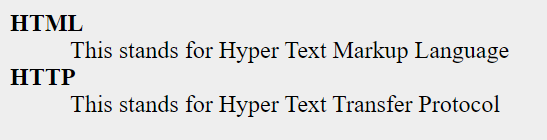 HTML
This stands for Hyper Text Markup Language
HTTP
This stands for Hyper Text Transfer Protocol